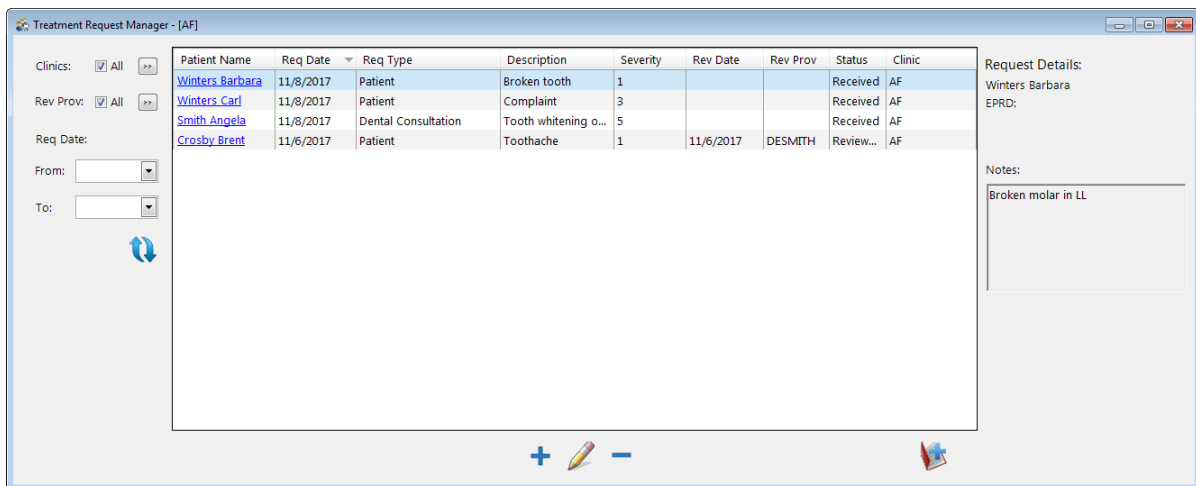 Treatment Request Manager - [AF]
Clinics: All >>
Rev Prov: All >>
Req Date:
From:
To:
Patient Name Req Date Req Type Description Severity Rev Date Rev Prov Status Clinic
Winters Barbara 11/8/2017 Patient Broken tooth 1 Received AF
Winters Carl 11/8/2017 Patient Complaint 3 Received AF
Smith Angela 11/8/2017 Dental Consultation Tooth whitening o... 5 Received AF
Crosby Brent 11/6/2017 Patient Toothache 1 11/6/2017 DESMITH Review... AF
Request Details:
Winters Barbara
EPRD:
Notes:
Broken molar in LL